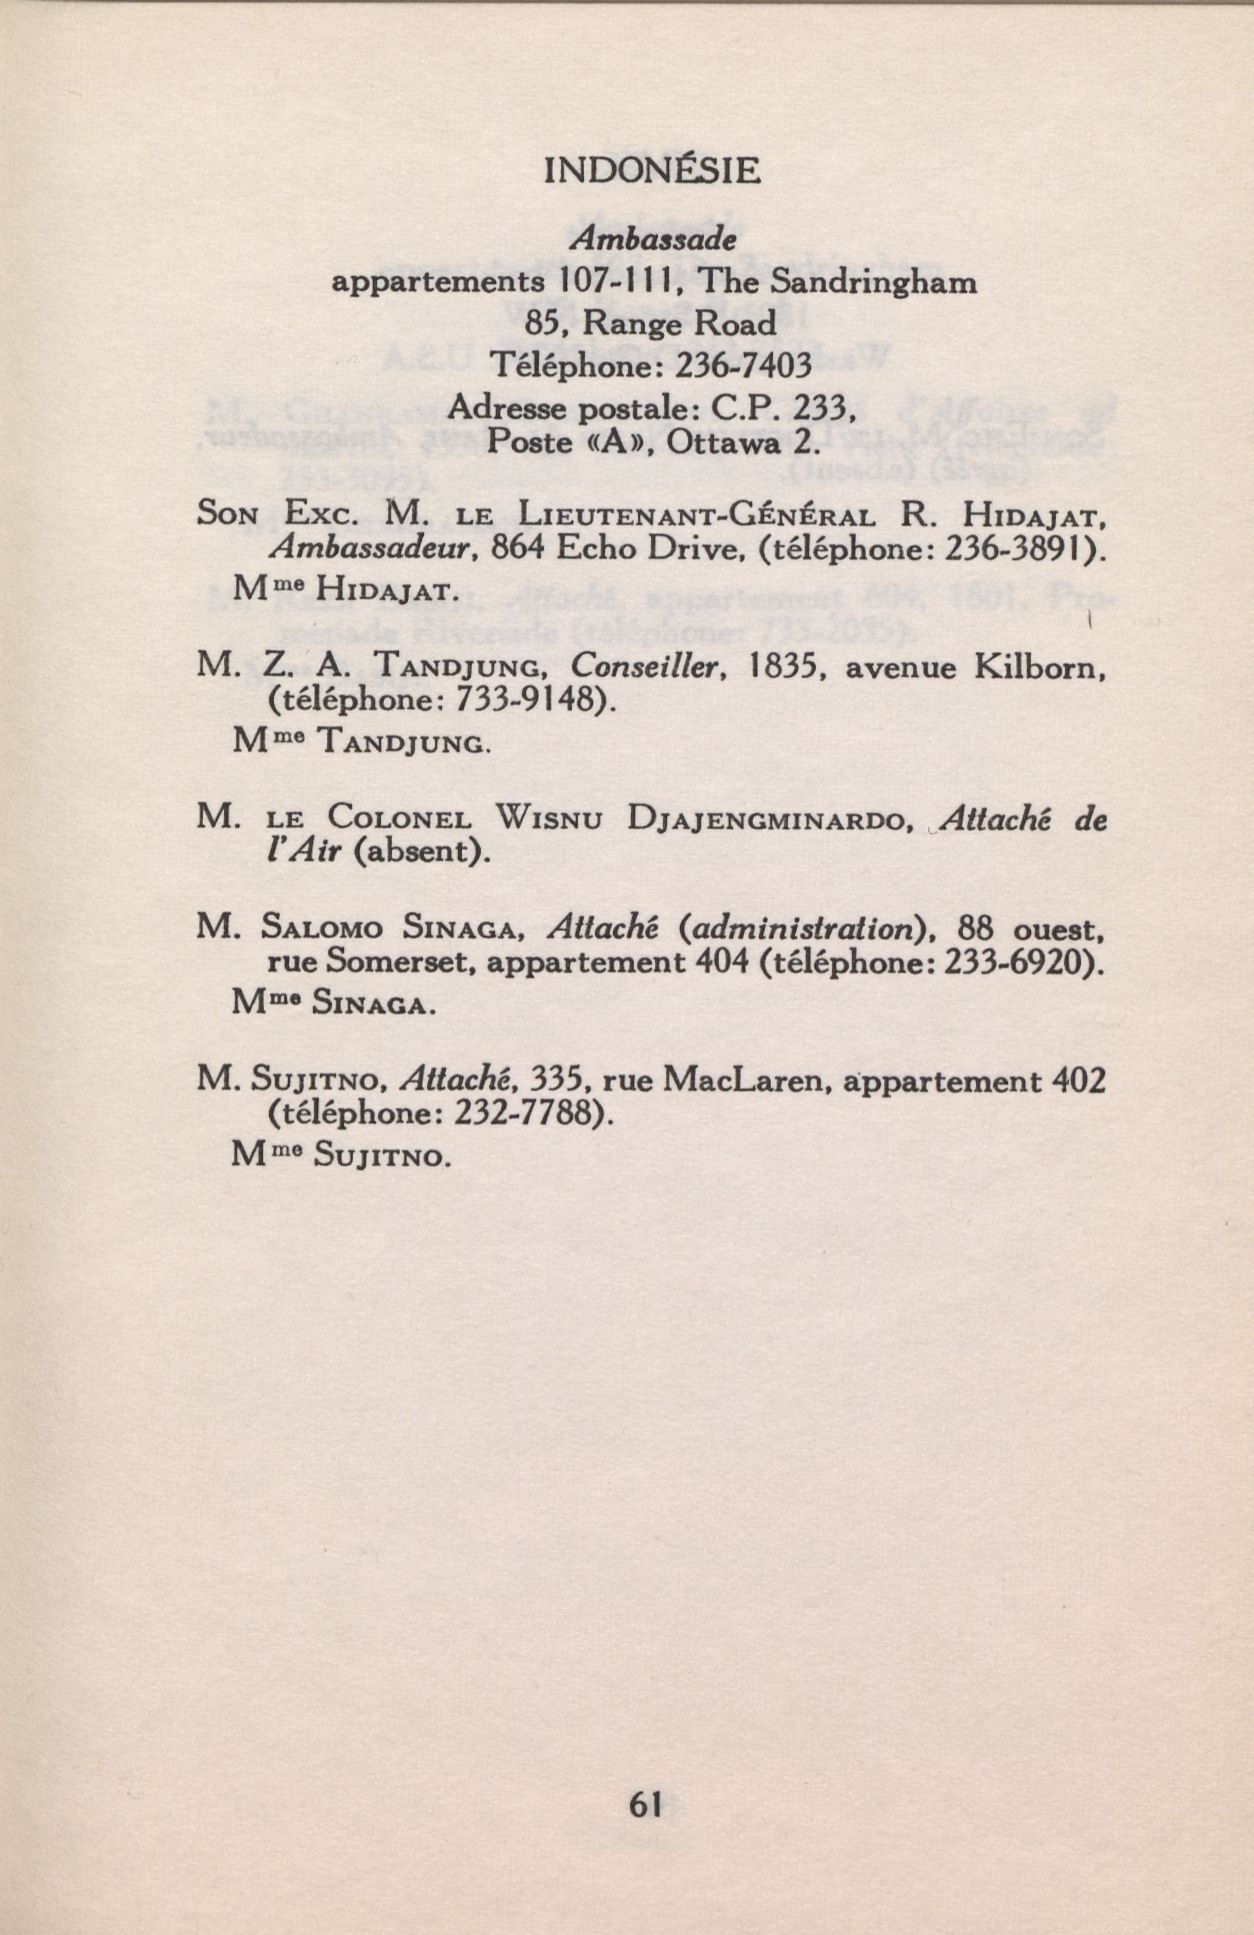 INDONÉSIE
Ambassade
appartements 107-111, The Sandringham
85, Range Road
Téléphone: 236-7403
Adresse postale: C.P. 233,
Poste «A», Ottawa 2.
SON EXC. M. LE LIEUTENANT-GÉNÉRAL R. HIDAJAT,
Ambassadeur, 864 Echo Drive, (téléphone: 236-3891).
Mme HIDAJAT.
M. Z. A. TANDJUNG, Conseiller, 1835, avenue Kilborn,
(téléphone: 733-9148).
Mme TANDJUNG.
M. LE COLONEL WISNU DJAJENGMINARDO, Attaché de
l'Air (absent).
M. SALOMO SINAGA, Attaché (administration), 88 ouest,
rue Somerset, appartement 404 (téléphone: 233-6920).
Mme SINAGA.
M. SUJITNO, Attaché, 335, rue MacLaren, appartement 402
(téléphone: 232-7788).
Mme SUJITNO.
61